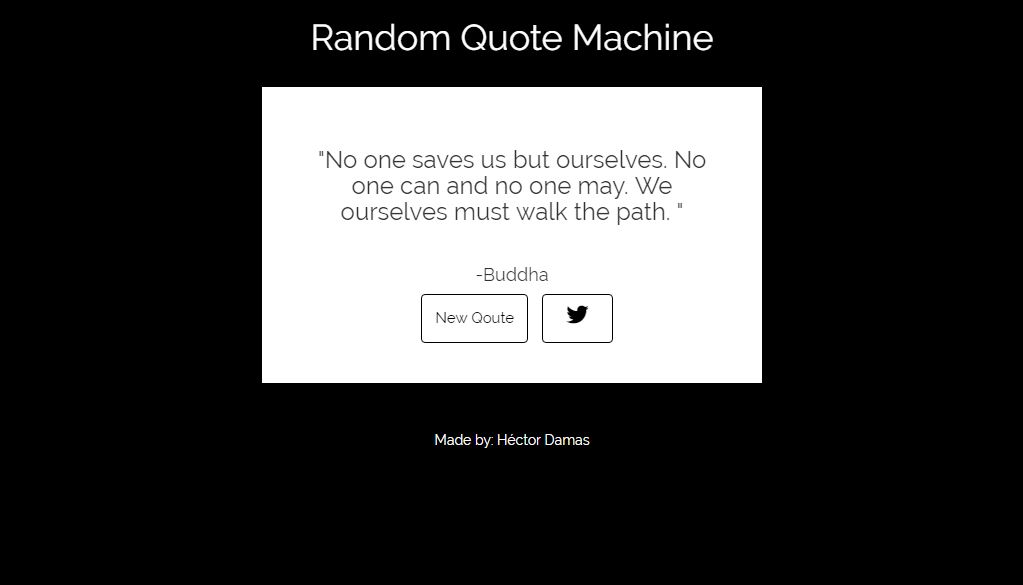 Random Quote Machine
"No one saves us but ourselves. No
one can and no one may. We
ourselves must walk the path. "
-Buddha
New Qoute
Made by: Héctor Damas